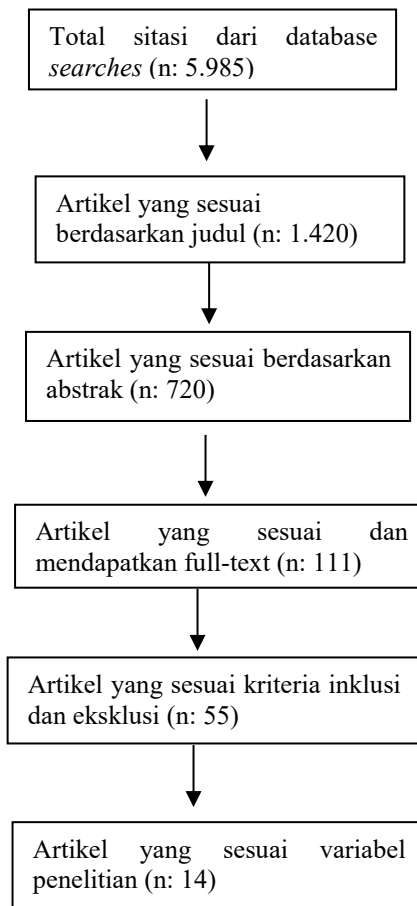 Total sitasi dari database
searches (n: 5.985)
Artikel yang sesuai
berdasarkan judul (n: 1.420)
Artikel yang sesuai berdasarkan
abstrak (n: 720)
Artikel yang sesuai dan
mendapatkan full-text (n: 111)
Artikel yang sesuai kriteria inklusi
dan eksklusi (n: 55)
Artikel yang sesuai variabel
penelitian (n: 14)